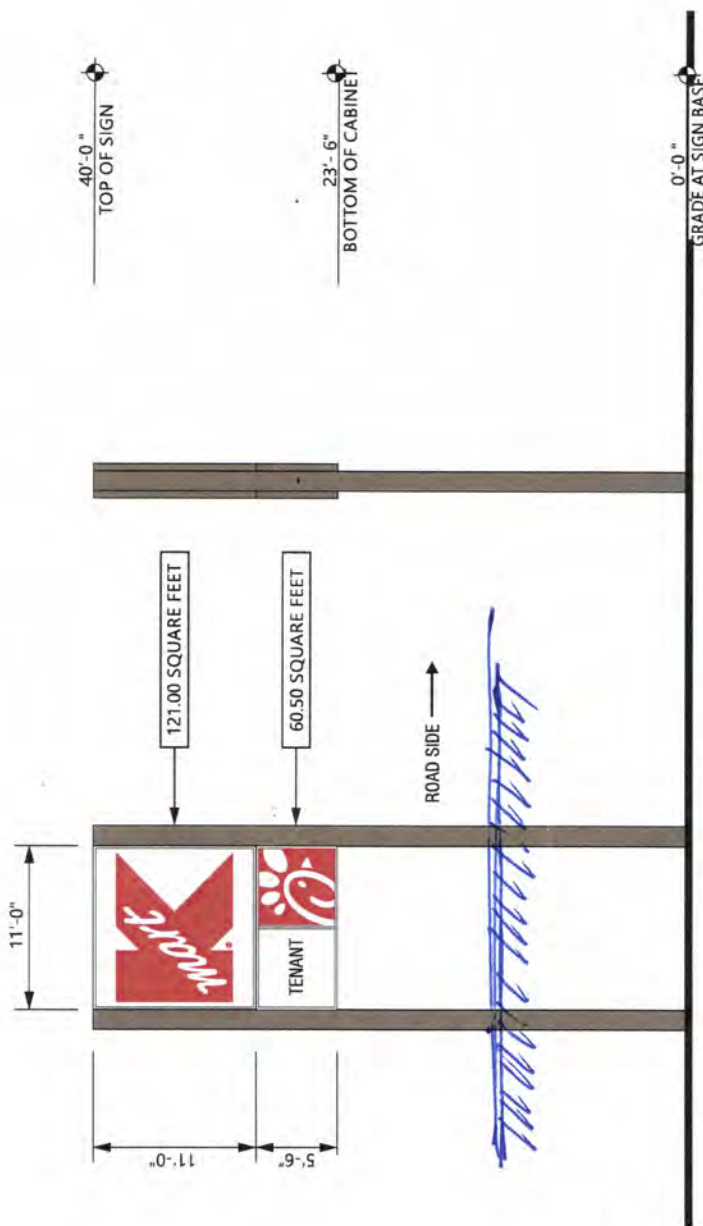 40'-0"
TOP OF SIGN
23'- 6"
BOTTOM OF CABINET
0'-0"
GRADE AT SIGN BASE
121.00 SQUARE FEET
60.50 SQUARE FEET
ROAD SIDE
11'-0"
K
mart
®
TENANT
C
11'-0"
5'-6"